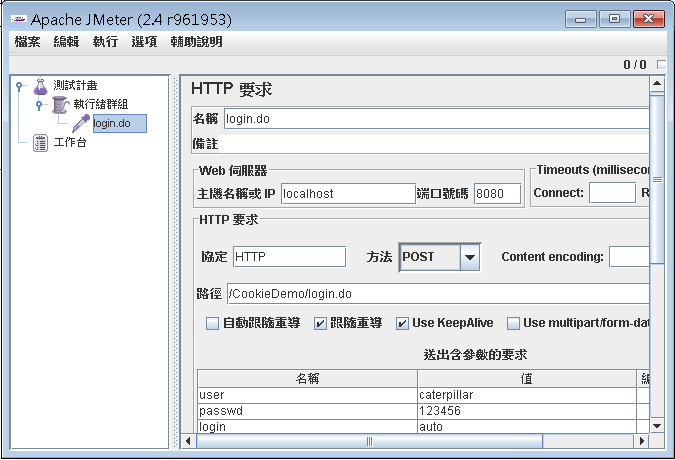 Apache JMeter (2.4 r961953)
檔案 編輯 執行 選項 輔助說明
0 / 0
測試計畫
執行緒群組
login.do
工作台
HTTP 要求
名稱 login.do
備註
Web 伺服器 Timeouts (millisecon
主機名稱或 IP localhost 端口號碼 8080 Connect: R
HTTP 要求
協定 HTTP 方法 POST Content encoding:
路徑 /CookieDemo/login.do
自動跟隨重導 跟隨重導 Use KeepAlive Use multipart/form-dat
送出含參數的要求
名稱 值 編
user caterpillar
passwd 123456
login auto